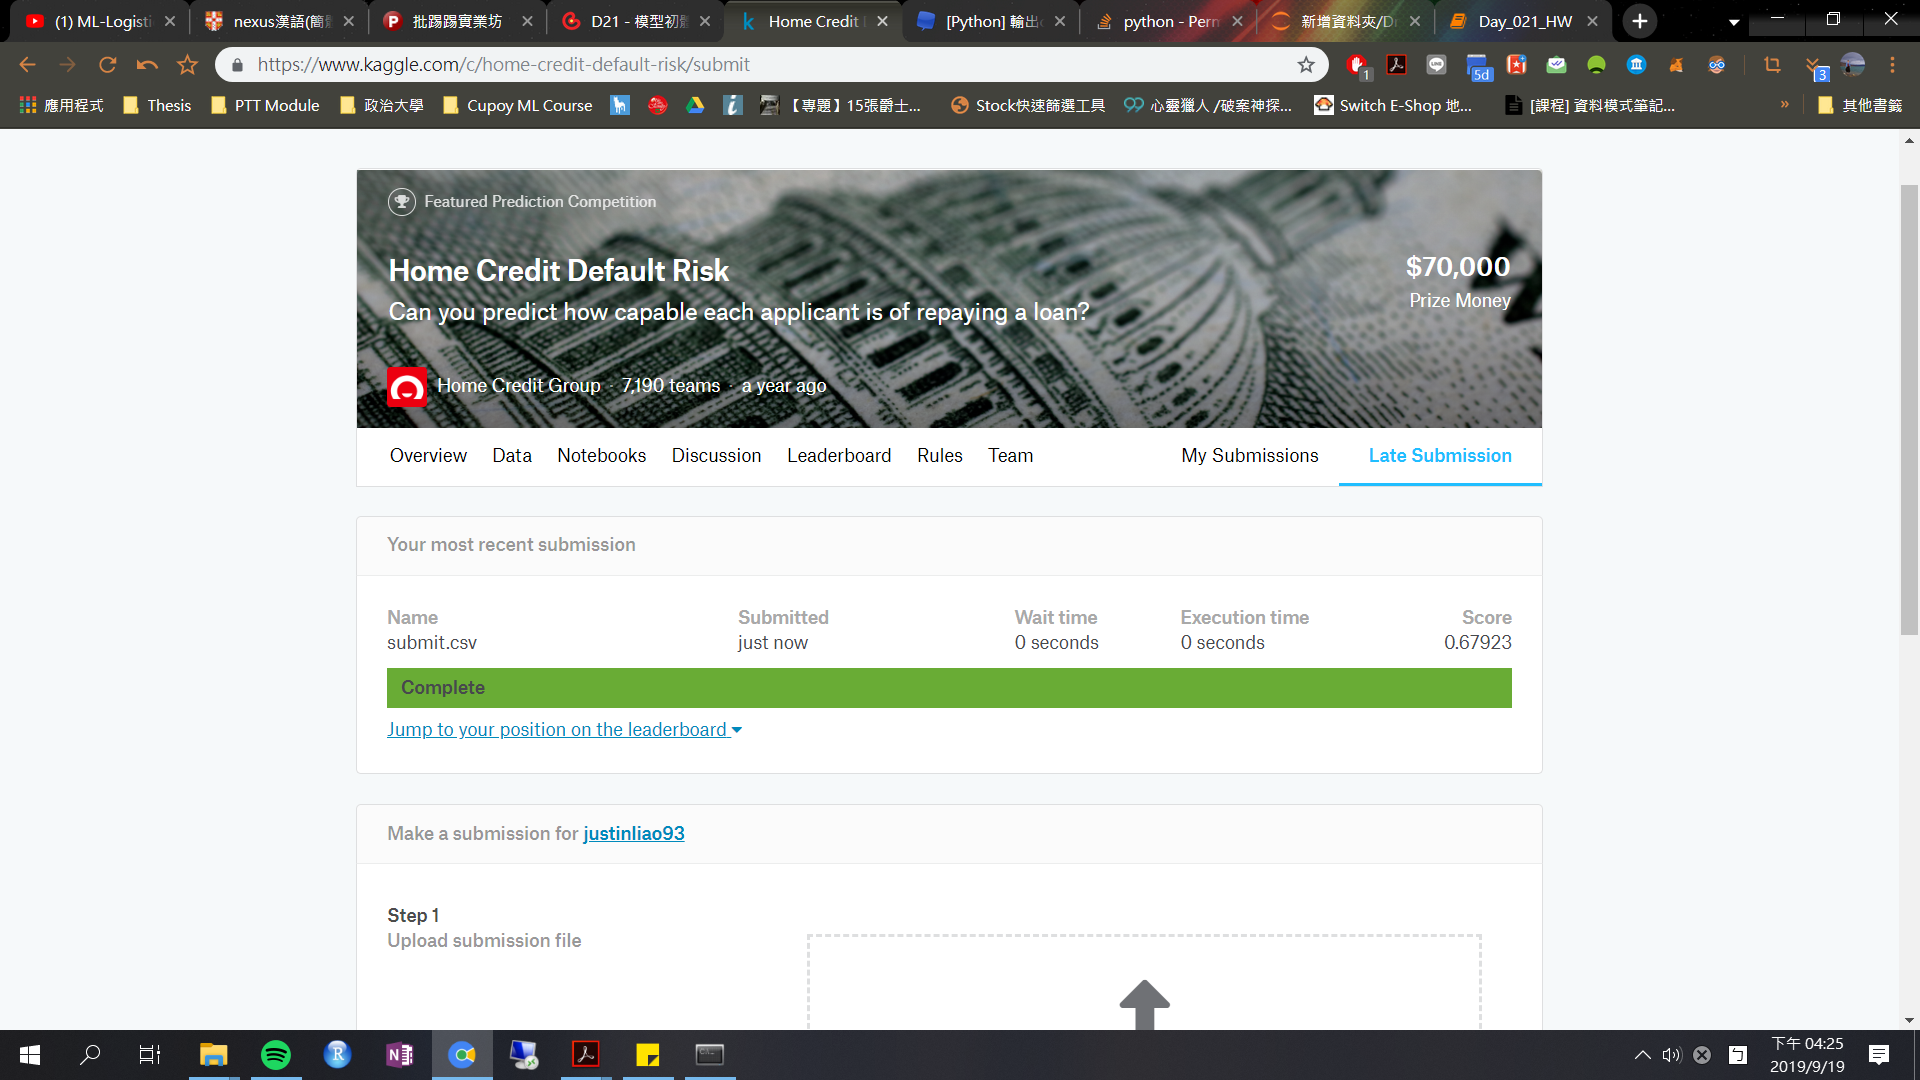 (1) ML-Logist
nexus漢語(簡
批踢踢實業坊
D21 - 模型初
Home Credit
[Python] 輸出
python - Perm
新增資料夾/D
Day_021_HW
https://www.kaggle.com/c/home-credit-default-risk/submit
1
5d
3
應用程式
Thesis
PTT Module
政治大學
Cupoy ML Course
【專題】15張爵士...
Stock快速篩選工具
心靈獵人 /破案神探...
Switch E-Shop 地...
[課程] 資料模式筆記...
»
其他書籤
Featured Prediction Competition
Home Credit Default Risk
Can you predict how capable each applicant is of repaying a loan?
$70,000
Prize Money
Home Credit Group · 7,190 teams · a year ago
Overview Data Notebooks Discussion Leaderboard Rules Team My Submissions Late Submission
Your most recent submission
Name Submitted Wait time Execution time Score
submit.csv just now 0 seconds 0 seconds 0.67923
Complete
Jump to your position on the leaderboard
Make a submission for justinliao93
Step 1
Upload submission file
下午 04:25
2019/9/19